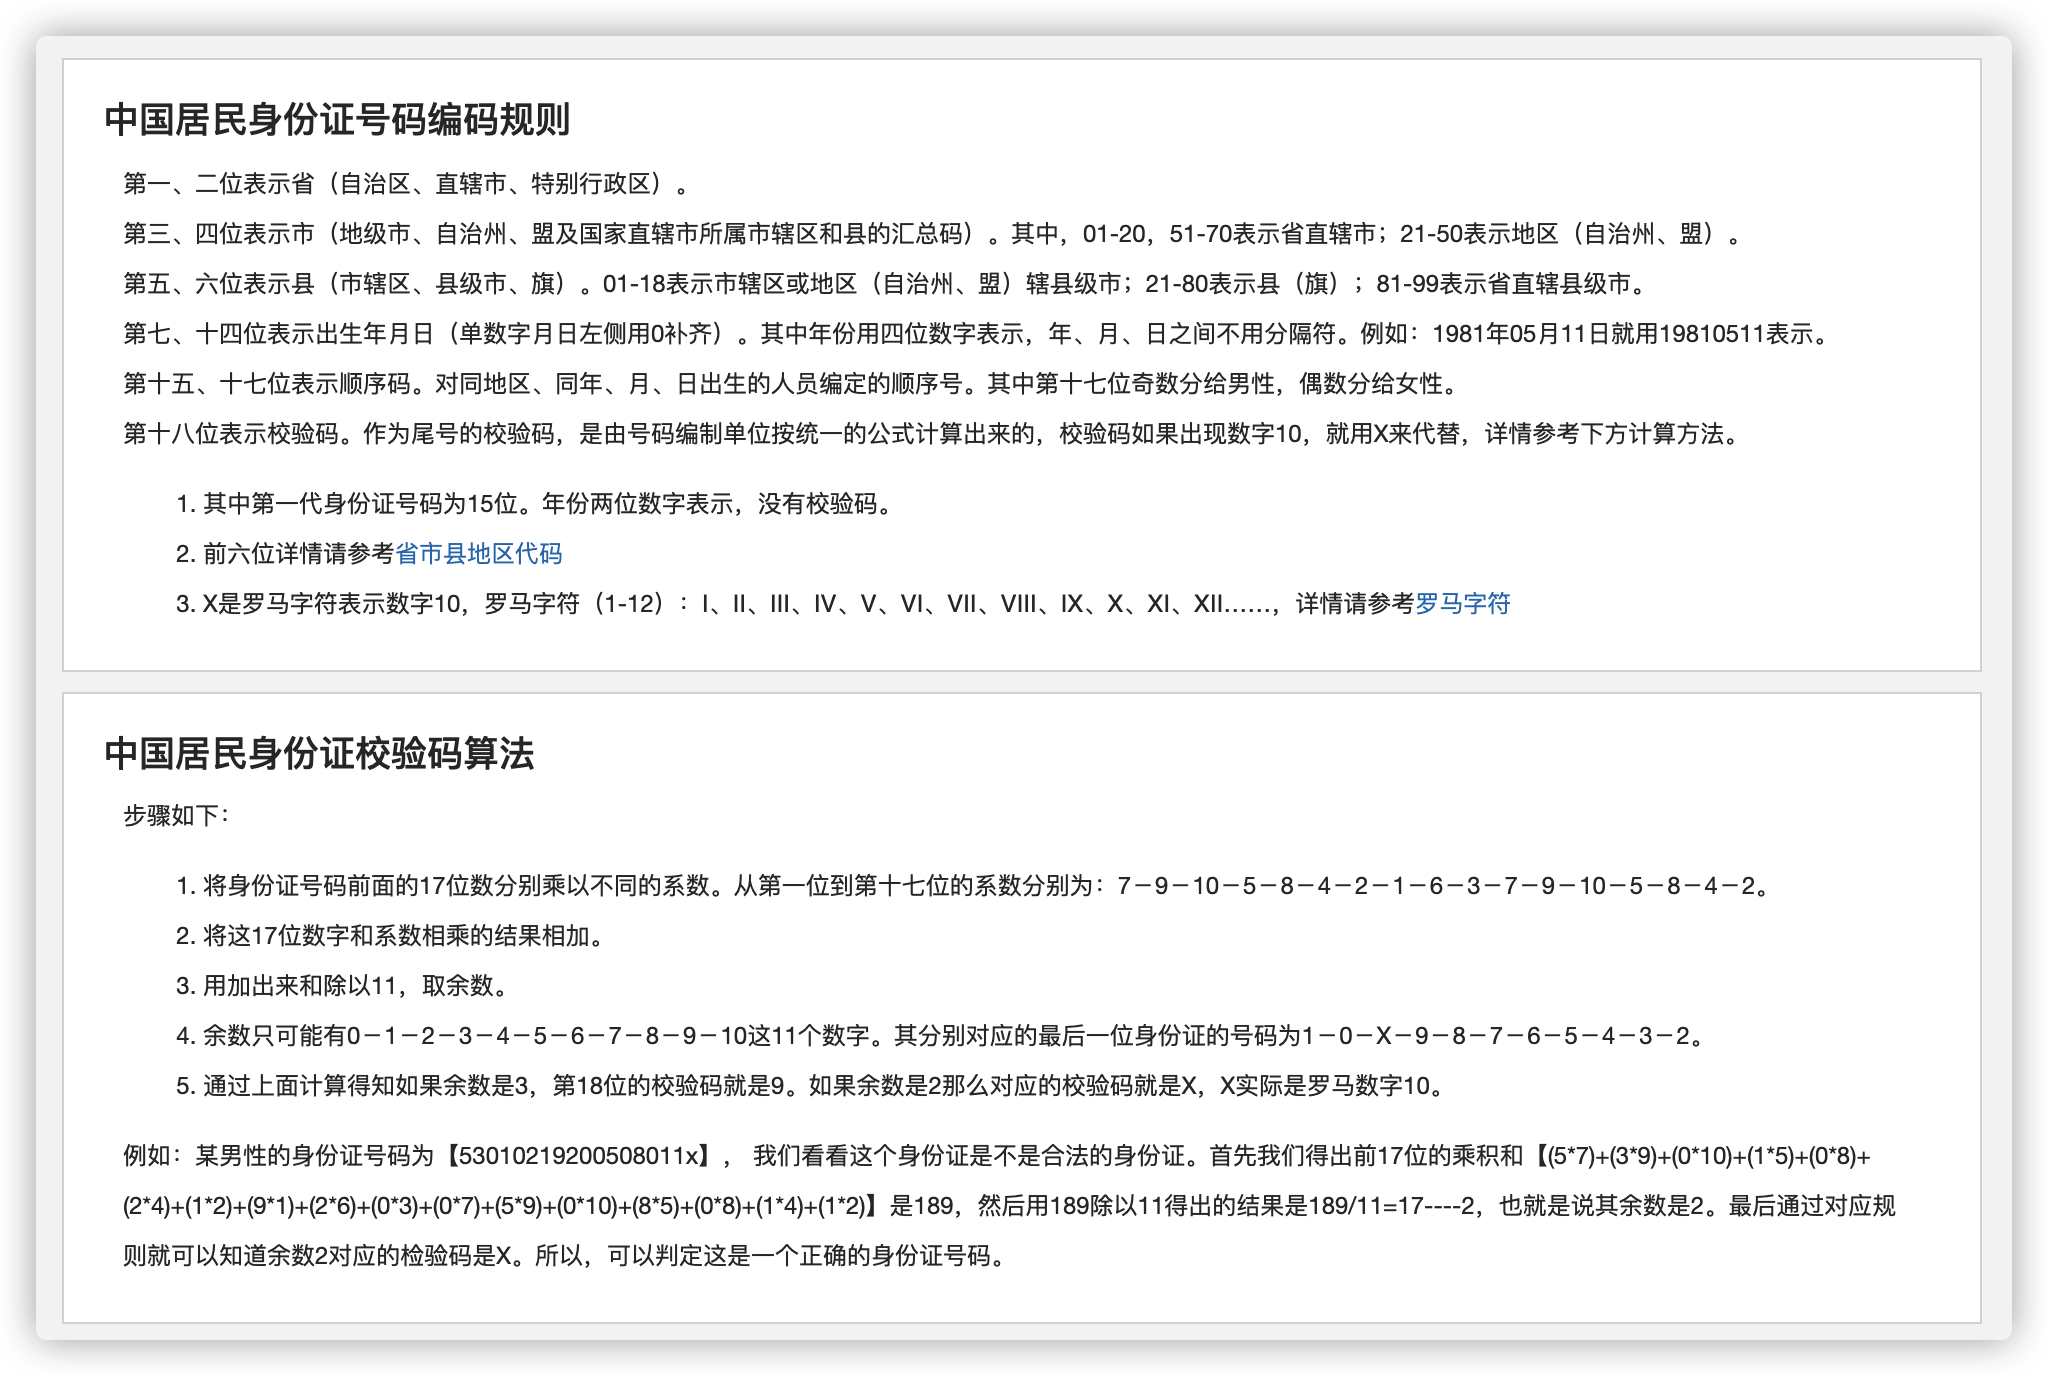 中国居民身份证号码编码规则
第一、二位表示省（自治区、直辖市、特别行政区）。
第三、四位表示市（地级市、自治州、盟及国家直辖市所属市辖区和县的汇总码）。其中，01-20，51-70表示省直辖市；21-50表示地区（自治州、盟）。
第五、六位表示县（市辖区、县级市、旗）。01-18表示市辖区或地区（自治州、盟）辖县级市；21-80表示县（旗）；81-99表示省直辖县级市。
第七、十四位表示出生年月日（单数字月日左侧用0补齐）。其中年份用四位数字表示，年、月、日之间不用分隔符。例如：1981年05月11日就用19810511表示。
第十五、十七位表示顺序码。对同地区、同年、月、日出生的人员编定的顺序号。其中第十七位奇数分给男性，偶数分给女性。
第十八位表示校验码。作为尾号的校验码，是由号码编制单位按统一的公式计算出来的，校验码如果出现数字10，就用X来代替，详情参考下方计算方法。
1. 其中第一代身份证号码为15位。年份两位数字表示，没有校验码。
2. 前六位详情请参考省市县地区代码
3. X是罗马字符表示数字10，罗马字符（1-12）：Ⅰ、Ⅱ、Ⅲ、Ⅳ、Ⅴ、Ⅵ、Ⅶ、Ⅷ、Ⅸ、Ⅹ、Ⅺ、Ⅻ……，详情请参考罗马字符
中国居民身份证校验码算法
步骤如下：
1. 将身份证号码前面的17位数分别乘以不同的系数。从第一位到第十七位的系数分别为：7－9－10－5－8－4－2－1－6－3－7－9－10－5－8－4－2。
2. 将这17位数字和系数相乘的结果相加。
3. 用加出来和除以11，取余数。
4. 余数只可能有0－1－2－3－4－5－6－7－8－9－10这11个数字。其分别对应的最后一位身份证的号码为1－0－X－9－8－7－6－5－4－3－2。
5. 通过上面计算得知如果余数是3，第18位的校验码就是9。如果余数是2那么对应的校验码就是X，X实际是罗马数字10。
例如：某男性的身份证号码为【53010219200508011x】， 我们看看这个身份证是不是合法的身份证。首先我们得出前17位的乘积和【(5*7)+(3*9)+(0*10)+(1*5)+(0*8)+
(2*4)+(1*2)+(9*1)+(2*6)+(0*3)+(0*7)+(5*9)+(0*10)+(8*5)+(0*8)+(1*4)+(1*2)】是189，然后用189除以11得出的结果是189/11=17----2，也就是说其余数是2。最后通过对应规
则就可以知道余数2对应的检验码是X。所以，可以判定这是一个正确的身份证号码。